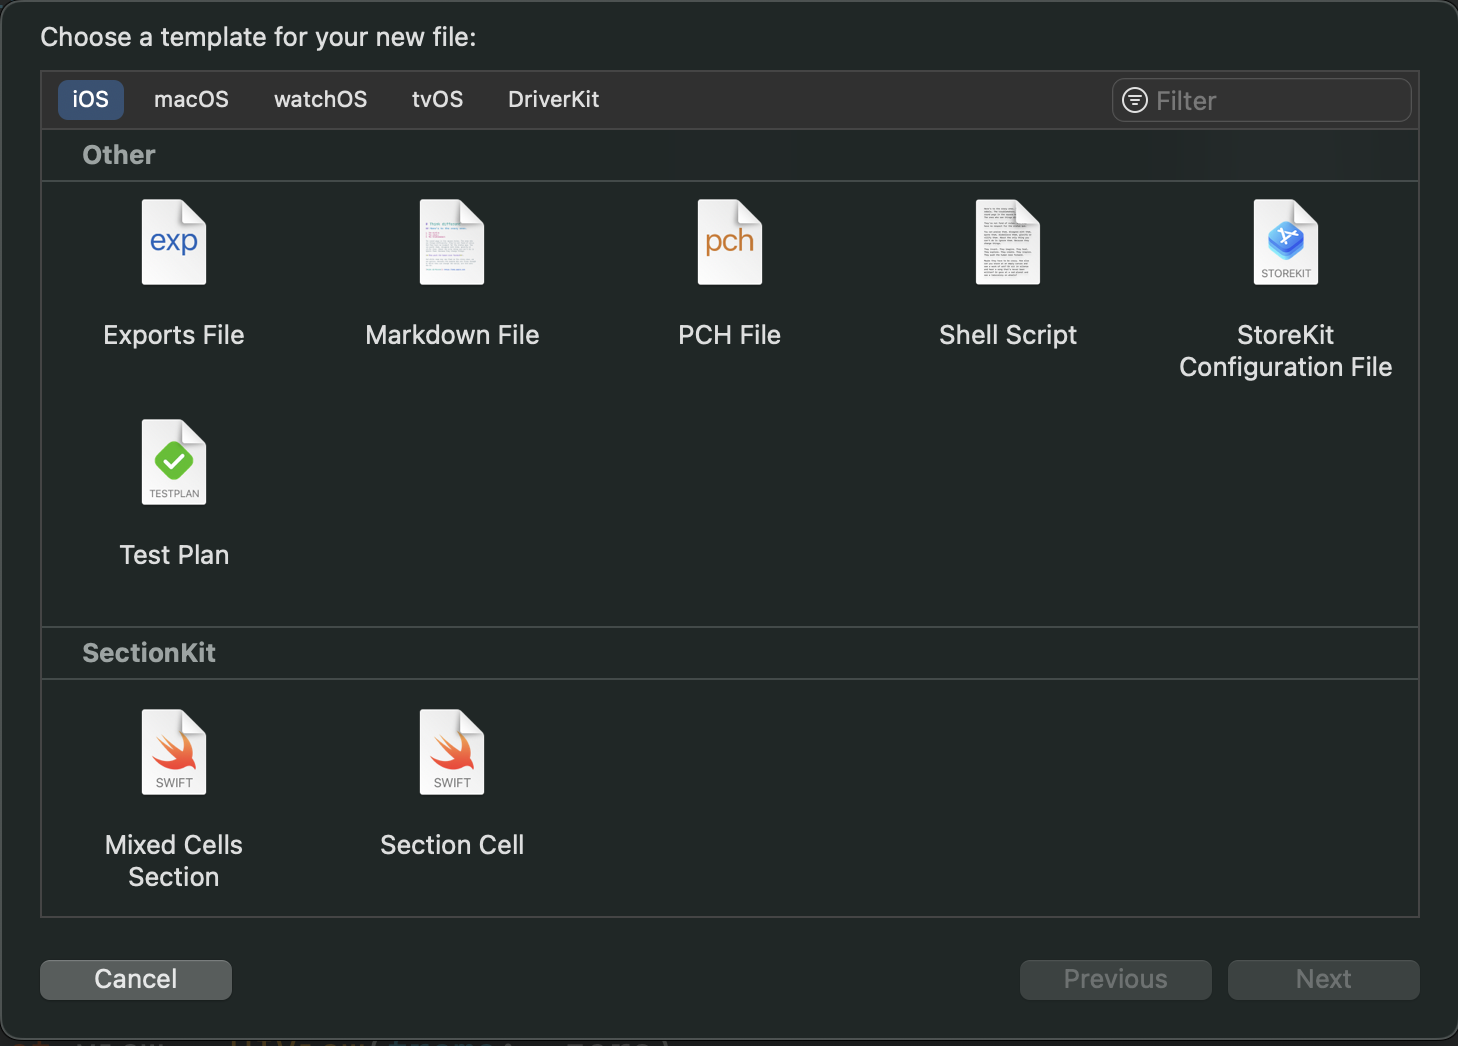 Choose a template for your new file:
iOS macOS watchOS tvOS DriverKit Filter
Other
exp pch STOREKIT
Exports File Markdown File PCH File Shell Script StoreKit
Configuration File
TESTPLAN
Test Plan
SectionKit
SWIFT SWIFT
Mixed Cells Section Cell
Section
Cancel Previous Next